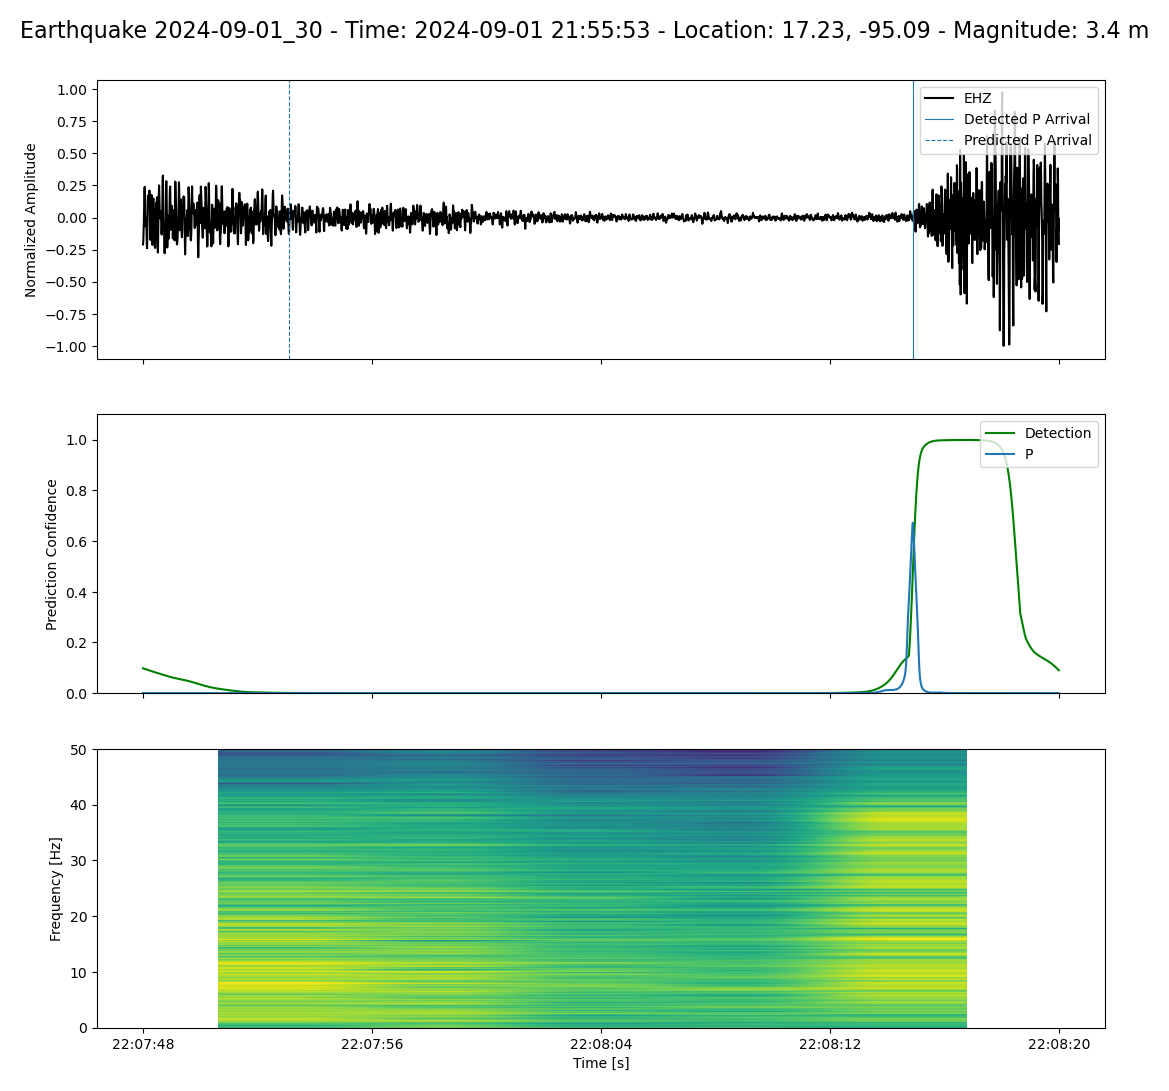 Earthquake 2024-09-01_30 - Time: 2024-09-01 21:55:53 - Location: 17.23, -95.09 - Magnitude: 3.4 m
Normalized Amplitude
1.00
0.75
0.50
0.25
0.00
−0.25
−0.50
−0.75
−1.00
EHZ
Detected P Arrival
Predicted P Arrival
Prediction Confidence
1.0
0.8
0.6
0.4
0.2
0.0
Detection
P
Frequency [Hz]
50
40
30
20
10
0
22:07:48 22:07:56 22:08:04 22:08:12 22:08:20
Time [s]